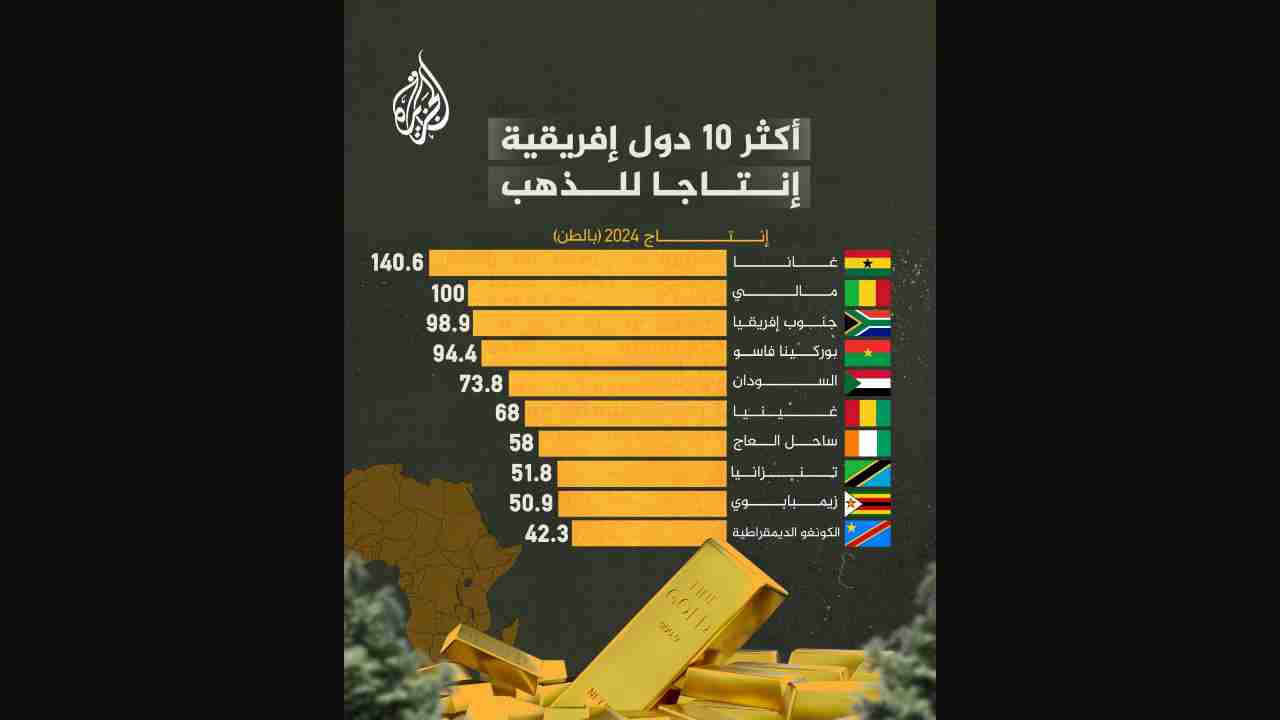 الجزيرة
أكثر 10 دول إفريقية
إنتاجا للذهب
إنتاج 2024 (بالطن)
غانا 140.6
مالي 100
جنوب إفريقيا 98.9
بوركينا فاسو 94.4
السودان 73.8
غينيا 68
ساحل العاج 58
تنزانيا 51.8
زيمبابوي 50.9
الكونغو الديمقراطية 42.3
FINE
GOLD